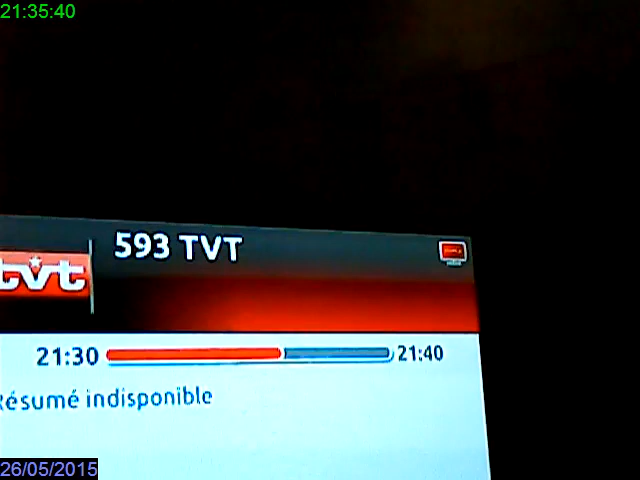 21:35:40
593 TVT
tvt
21:30 21:40
Résumé indisponible
26/05/2015